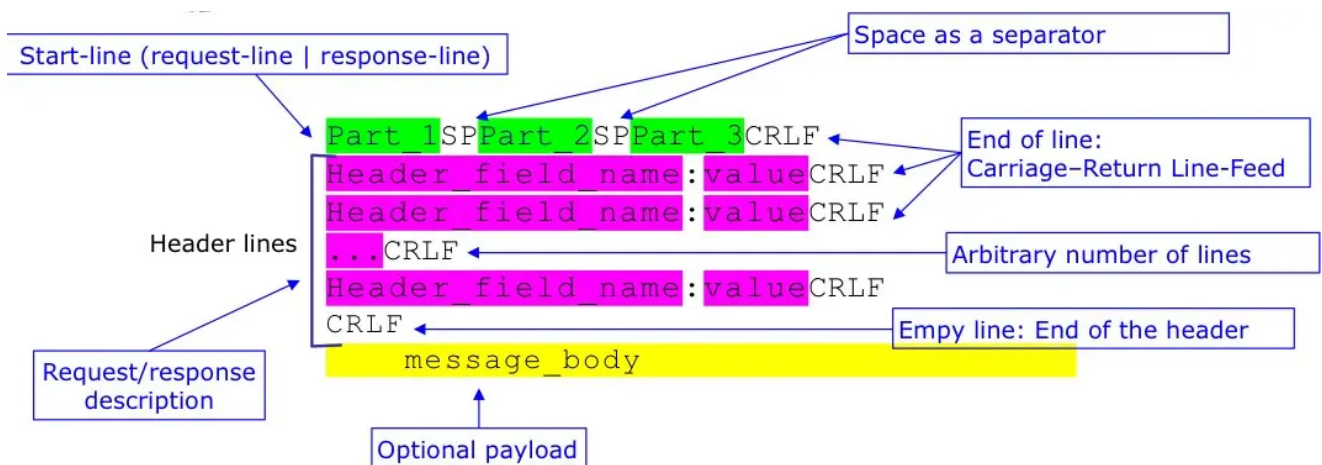 Space as a separator
Start-line (request-line | response-line)
Part_1SPPart_2SPPart_3CRLF
End of line:
Carriage–Return Line-Feed
Header_field_name:valueCRLF
Header_field_name:valueCRLF
Header lines
...CRLF
Arbitrary number of lines
Header_field_name:valueCRLF
CRLF
Empy line: End of the header
message_body
Request/response
description
Optional payload